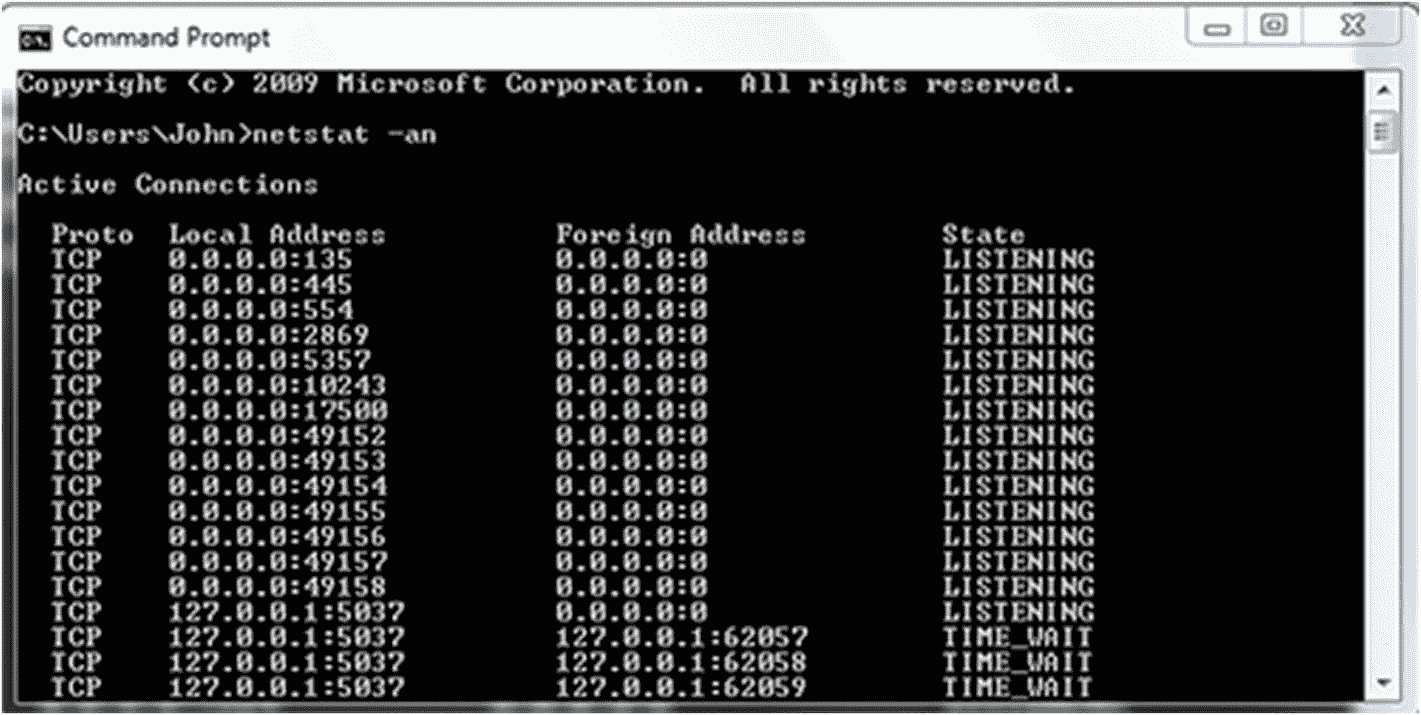 Command Prompt
Copyright (c) 2009 Microsoft Corporation.  All rights reserved.
C:\Users\John>netstat -an
Active Connections
Proto  Local Address          Foreign Address        State
TCP    0.0.0.0:135            0.0.0.0:0              LISTENING
TCP    0.0.0.0:445            0.0.0.0:0              LISTENING
TCP    0.0.0.0:554            0.0.0.0:0              LISTENING
TCP    0.0.0.0:2869           0.0.0.0:0              LISTENING
TCP    0.0.0.0:5357           0.0.0.0:0              LISTENING
TCP    0.0.0.0:10243          0.0.0.0:0              LISTENING
TCP    0.0.0.0:17500          0.0.0.0:0              LISTENING
TCP    0.0.0.0:49152          0.0.0.0:0              LISTENING
TCP    0.0.0.0:49153          0.0.0.0:0              LISTENING
TCP    0.0.0.0:49154          0.0.0.0:0              LISTENING
TCP    0.0.0.0:49155          0.0.0.0:0              LISTENING
TCP    0.0.0.0:49156          0.0.0.0:0              LISTENING
TCP    0.0.0.0:49157          0.0.0.0:0              LISTENING
TCP    0.0.0.0:49158          0.0.0.0:0              LISTENING
TCP    127.0.0.1:5037         0.0.0.0:0              LISTENING
TCP    127.0.0.1:5037         127.0.0.1:62057        TIME_WAIT
TCP    127.0.0.1:5037         127.0.0.1:62058        TIME_WAIT
TCP    127.0.0.1:5037         127.0.0.1:62059        TIME_WAIT